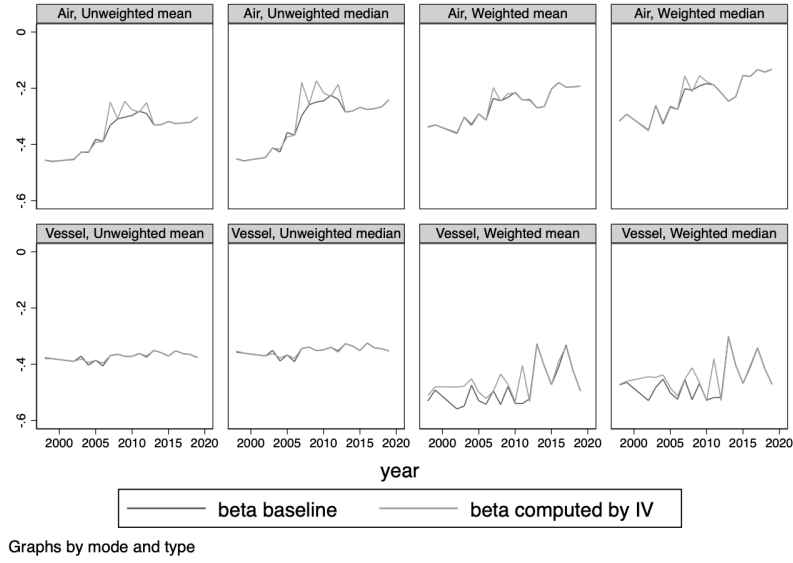 Air, Unweighted mean
Air, Unweighted median
Air, Weighted mean
Air, Weighted median
0
-.2
-.4
-.6
Vessel, Unweighted mean
Vessel, Unweighted median
Vessel, Weighted mean
Vessel, Weighted median
0
-.2
-.4
-.6
2000 2005 2010 2015 2020
2000 2005 2010 2015 2020
2000 2005 2010 2015 2020
2000 2005 2010 2015 2020
year
beta baseline
beta computed by IV
Graphs by mode and type